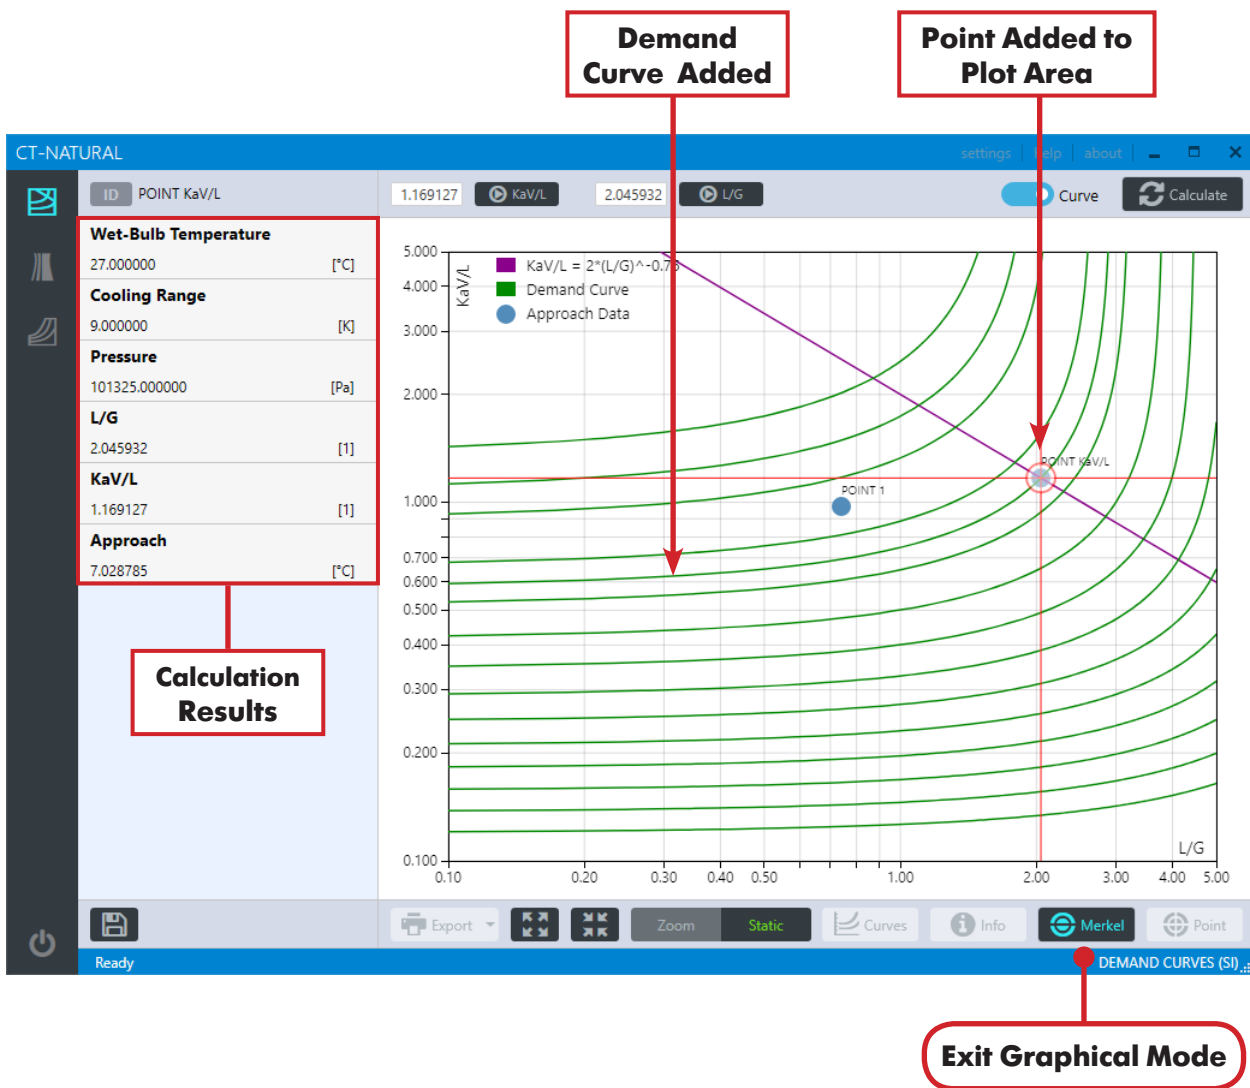 Demand
Curve Added
Point Added to
Plot Area
CT-NATURAL
settings
help
about
ID
POINT KaV/L
1.169127
KaV/L
2.045932
L/G
Curve
Calculate
Wet-Bulb Temperature
27.000000 [°C]
Cooling Range
9.000000 [K]
Pressure
101325.000000 [Pa]
L/G
2.045932 [1]
KaV/L
1.169127 [1]
Approach
7.028785 [°C]
Calculation
Results
KaV/L
KaV/L = 2*(L/G)^-0.75
Demand Curve
Approach Data
5.000
4.000
3.000
2.000
1.000
0.700
0.600
0.500
0.400
0.300
0.200
0.100
POINT KaV/L
POINT 1
L/G
0.10 0.20 0.30 0.40 0.50 1.00 2.00 3.00 4.00 5.00
Export
Zoom
Static
Curves
Info
Merkel
Point
Ready
DEMAND CURVES (SI)
Exit Graphical Mode